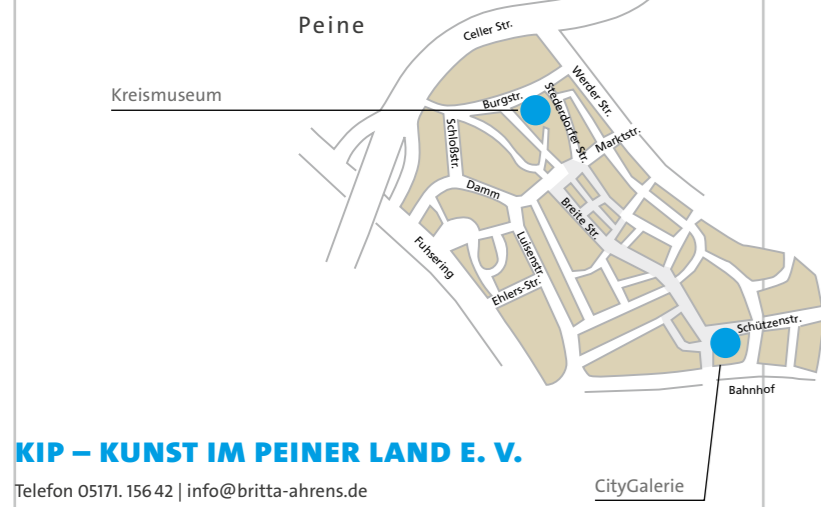 Peine
Celler Str.
Kreismuseum
Burgstr.
Stederdorfer Str.
Werder Str.
Schloßstr.
Marktstr.
Damm
Breite Str.
Fuhsering
Luisenstr.
Ehlers-Str.
Schützenstr.
Bahnhof
KIP – KUNST IM PEINER LAND E. V.
CityGalerie
Telefon 05171. 156 42 | info@britta-ahrens.de